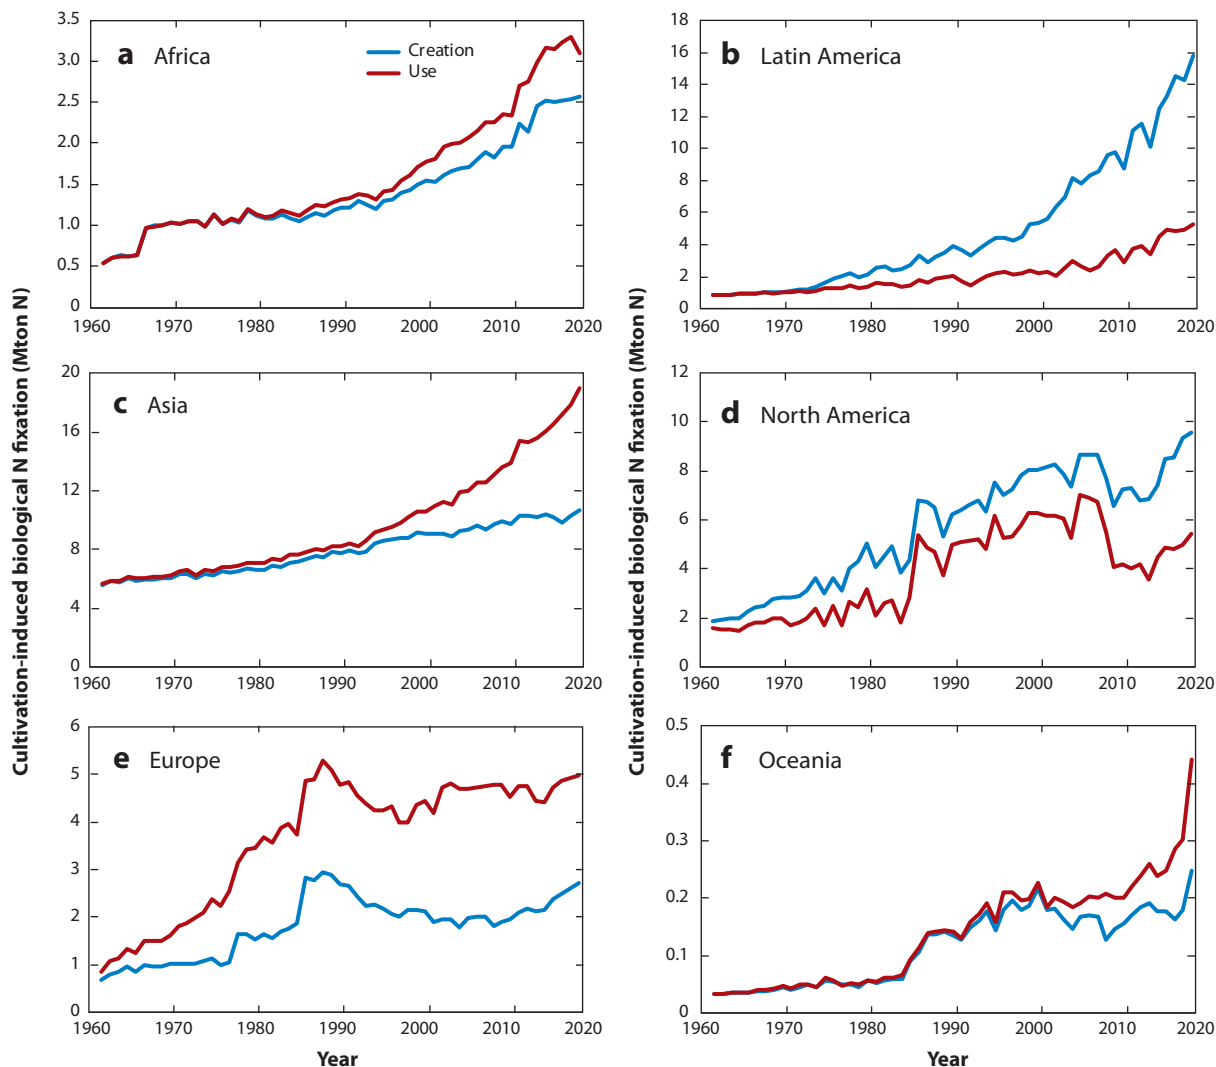 a Africa
Creation
Use
3.5
3.0
2.5
2.0
1.5
1.0
0.5
0
1960 1970 1980 1990 2000 2010 2020
b Latin America
18
16
14
12
10
8
6
4
2
0
1960 1970 1980 1990 2000 2010 2020
c Asia
20
16
12
8
4
0
1960 1970 1980 1990 2000 2010 2020
d North America
12
10
8
6
4
2
0
1960 1970 1980 1990 2000 2010 2020
e Europe
6
5
4
3
2
1
0
1960 1970 1980 1990 2000 2010 2020
f Oceania
0.5
0.4
0.3
0.2
0.1
0
1960 1970 1980 1990 2000 2010 2020
Cultivation-induced biological N fixation (Mton N)
Cultivation-induced biological N fixation (Mton N)
Year
Year